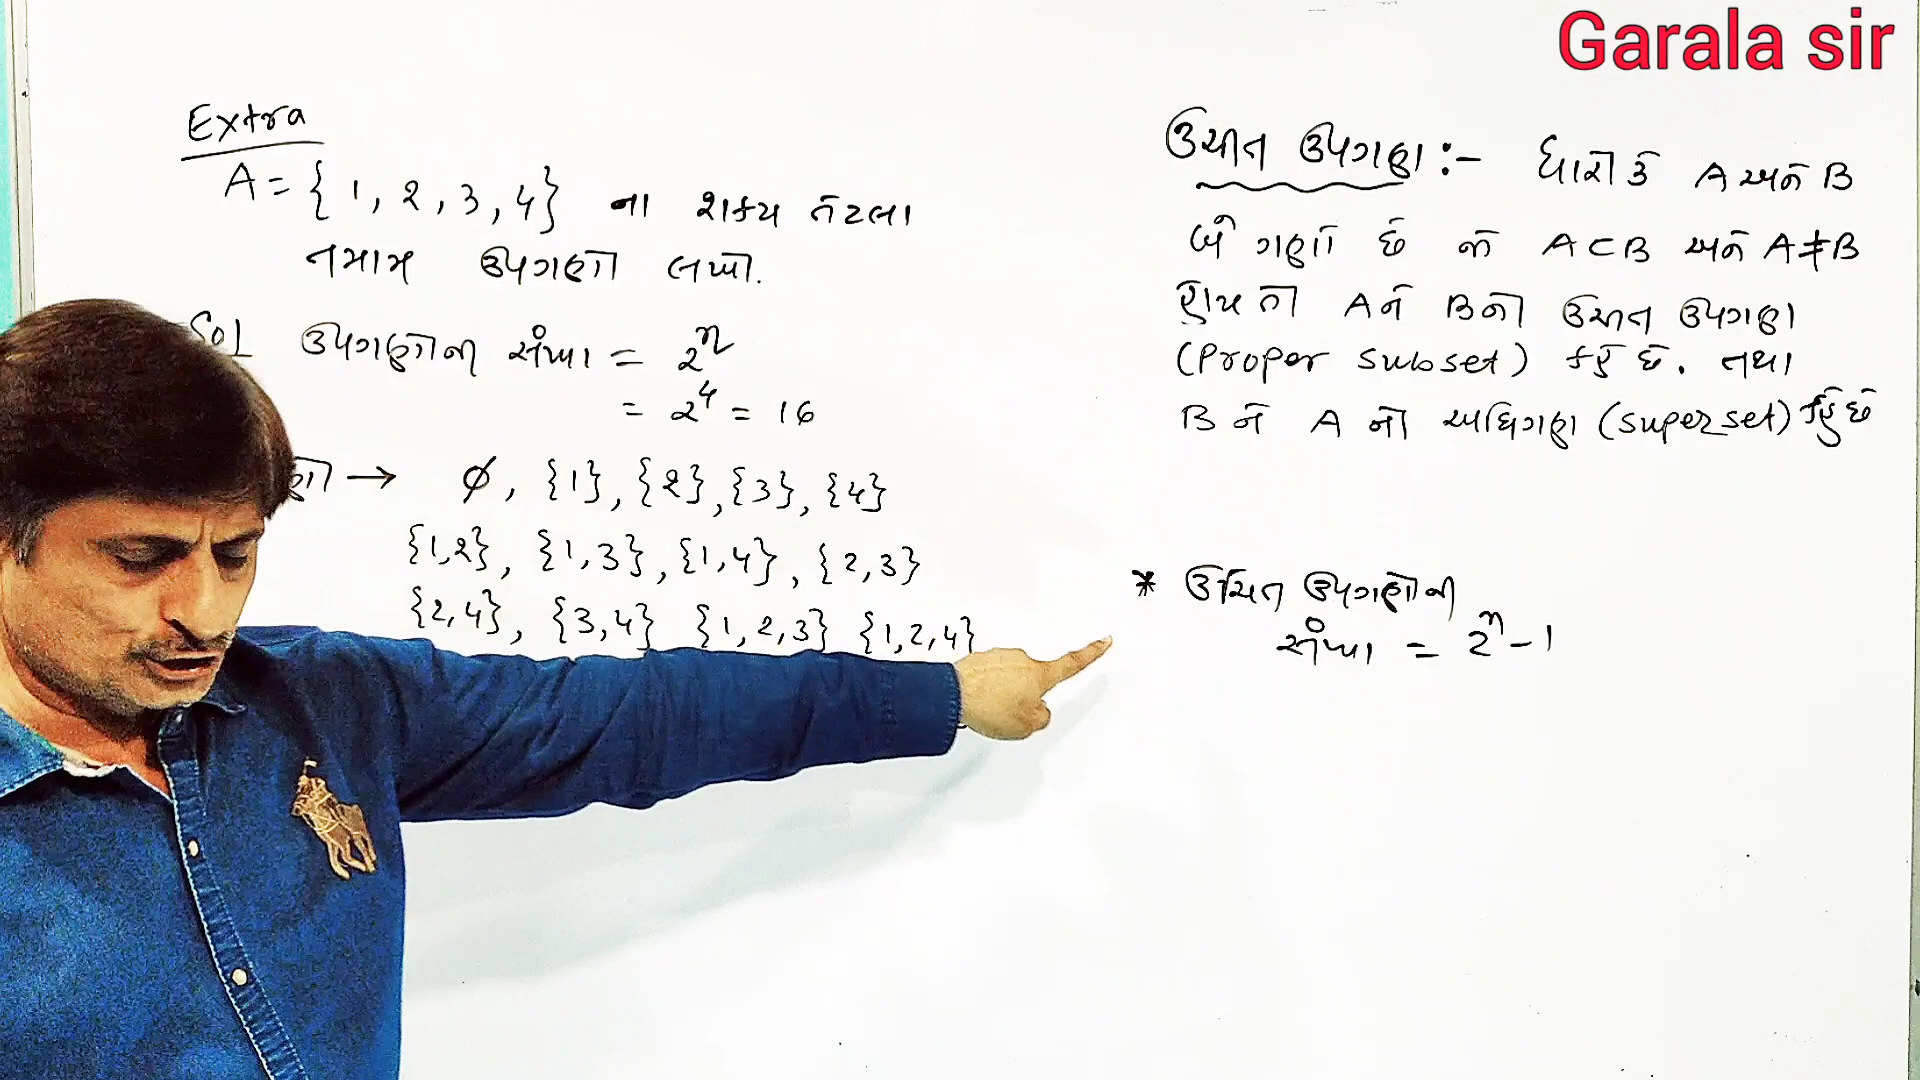 Garala sir
Extra
A = { 1, 2, 3, 4} ના શક્ય તેટલા
તમામ ઉપગણો લખો.
Sol ઉપગણોની સંખ્યા = 2ⁿ
= 2⁴ = 16
ણો → ϕ, {1}, {2}, {3}, {4}
{1,2}, {1,3}, {1,4}, {2,3}
{2,4}, {3,4} {1,2,3} {1,2,4}
ઉચીત ઉપગણ :- ધારો કે A અને B
બે ગણો છે જો A⊂B અને A≠B
હોય તો A ને B નો ઉચીત ઉપગણ
(Proper subset) કહે છે. તથા
B ને A નો અધિગણ (superset) કહે છે
* ઉચિત ઉપગણોની
સંખ્યા = 2ⁿ-1